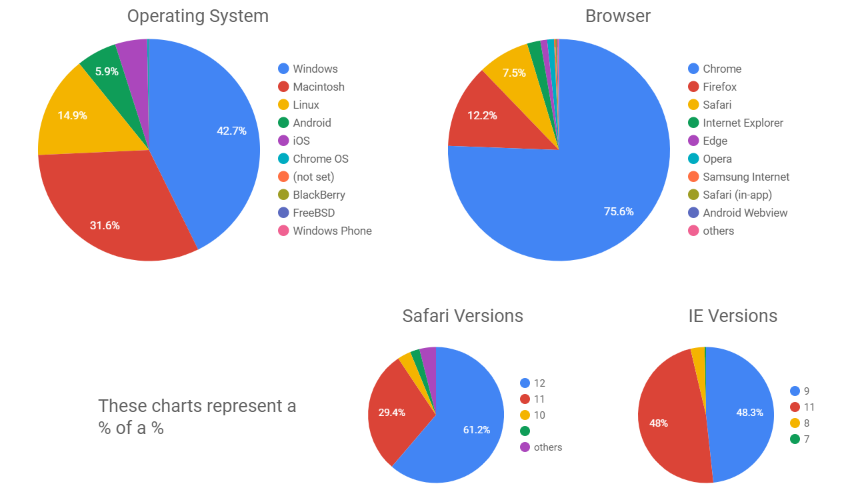 Operating System
5.9%
14.9%
42.7%
31.6%
Windows
Macintosh
Linux
Android
iOS
Chrome OS
(not set)
BlackBerry
FreeBSD
Windows Phone
Browser
7.5%
12.2%
75.6%
Chrome
Firefox
Safari
Internet Explorer
Edge
Opera
Samsung Internet
Safari (in-app)
Android Webview
others
These charts represent a
% of a %
Safari Versions
29.4%
61.2%
12
11
10
others
IE Versions
48.3%
48%
9
11
8
7